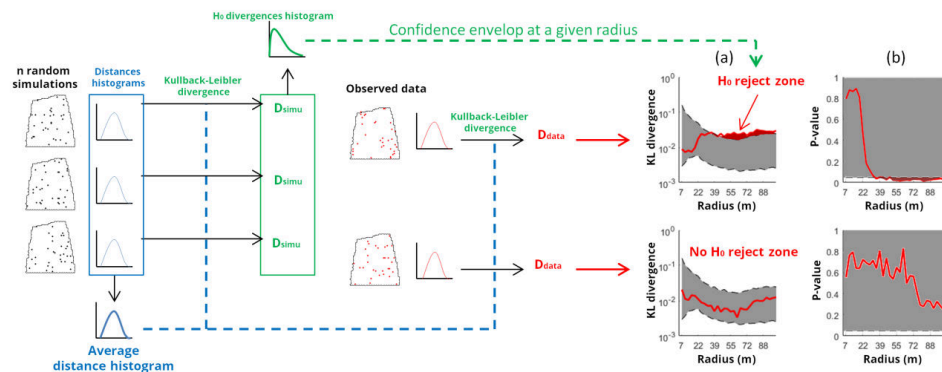 H₀ divergences histogram
Confidence envelop at a given radius
n random
simulations
Distances
histograms
Kullback-Leibler
divergence
D simu
D simu
D simu
Average
distance histogram
Observed data
Kullback-Leibler
divergence
D data
D data
(a)
H₀ reject zone
KL divergence
10⁰
10⁻¹
10⁻²
10⁻³
7 22 39 55 72 88
Radius (m)
(b)
P-value
1
0.8
0.6
0.4
0.2
0
7 22 39 55 72 88
Radius (m)
No H₀ reject zone
KL divergence
10⁰
10⁻¹
10⁻²
10⁻³
7 22 39 55 72 88
Radius (m)
P-value
1
0.8
0.6
0.4
0.2
0
7 22 39 55 72 88
Radius (m)